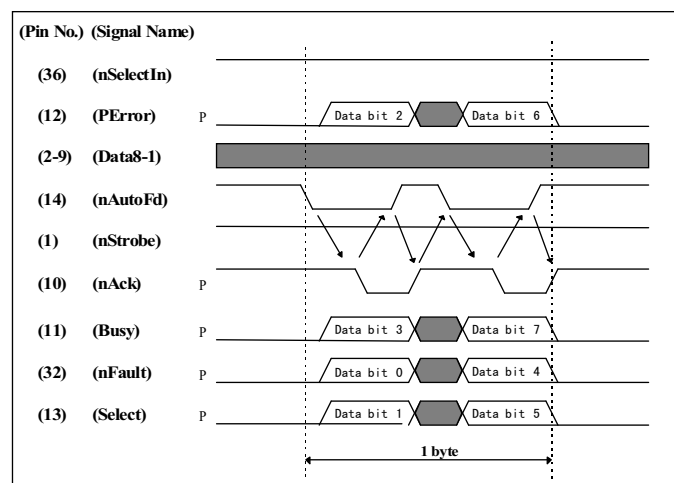 (Pin No.) (Signal Name)
(36) (nSelectIn)
(12) (PError) P Data bit 2 Data bit 6
(2-9) (Data8-1)
(14) (nAutoFd)
(1) (nStrobe)
(10) (nAck) P
(11) (Busy) P Data bit 3 Data bit 7
(32) (nFault) P Data bit 0 Data bit 4
(13) (Select) P Data bit 1 Data bit 5
1 byte